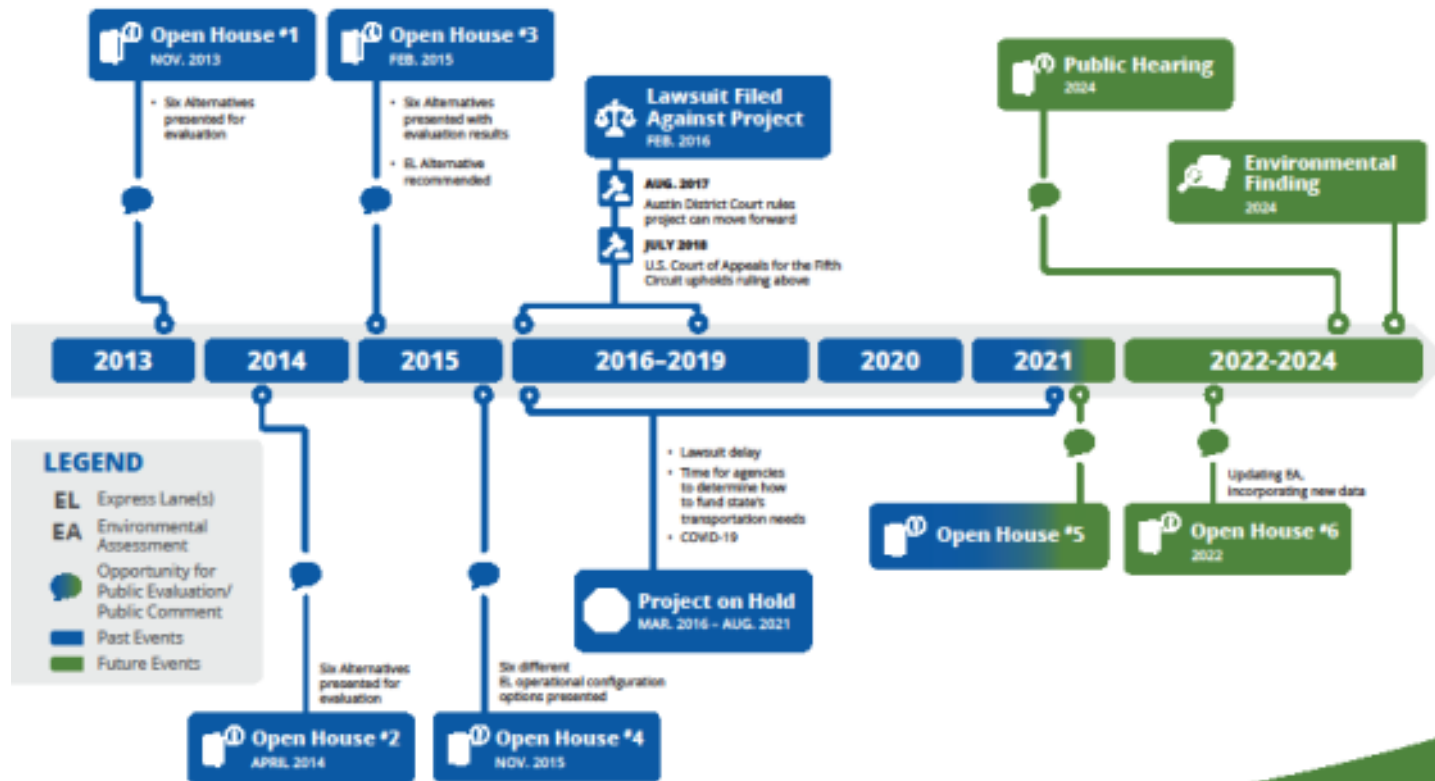 Open House #1
NOV. 2013
• Six Alternatives
presented for
evaluation
Open House #3
FEB. 2015
• Six Alternatives
presented with
evaluation results
• EL Alternative
recommended
Lawsuit Filed
Against Project
FEB. 2016
AUG. 2017
Austin District Court rules
project can move forward
JULY 2018
U.S. Court of Appeals for the Fifth
Circuit upholds ruling above
Public Hearing
2024
Environmental
Finding
2024
2013
2014
2015
2016–2019
2020
2021
2022-2024
LEGEND
EL Express Lane(s)
EA Environmental
Assessment
Opportunity for
Public Evaluation/
Public Comment
Past Events
Future Events
Six Alternatives
presented for
evaluation
Open House #2
APRIL 2014
Six different
EL operational configuration
options presented
Open House #4
NOV. 2015
• Lawsuit delay
• Time for agencies
to determine how
to fund state's
transportation needs
• COVID-19
Project on Hold
MAR. 2016 – AUG. 2021
Open House #5
Updating EA,
incorporating new data
Open House #6
2022